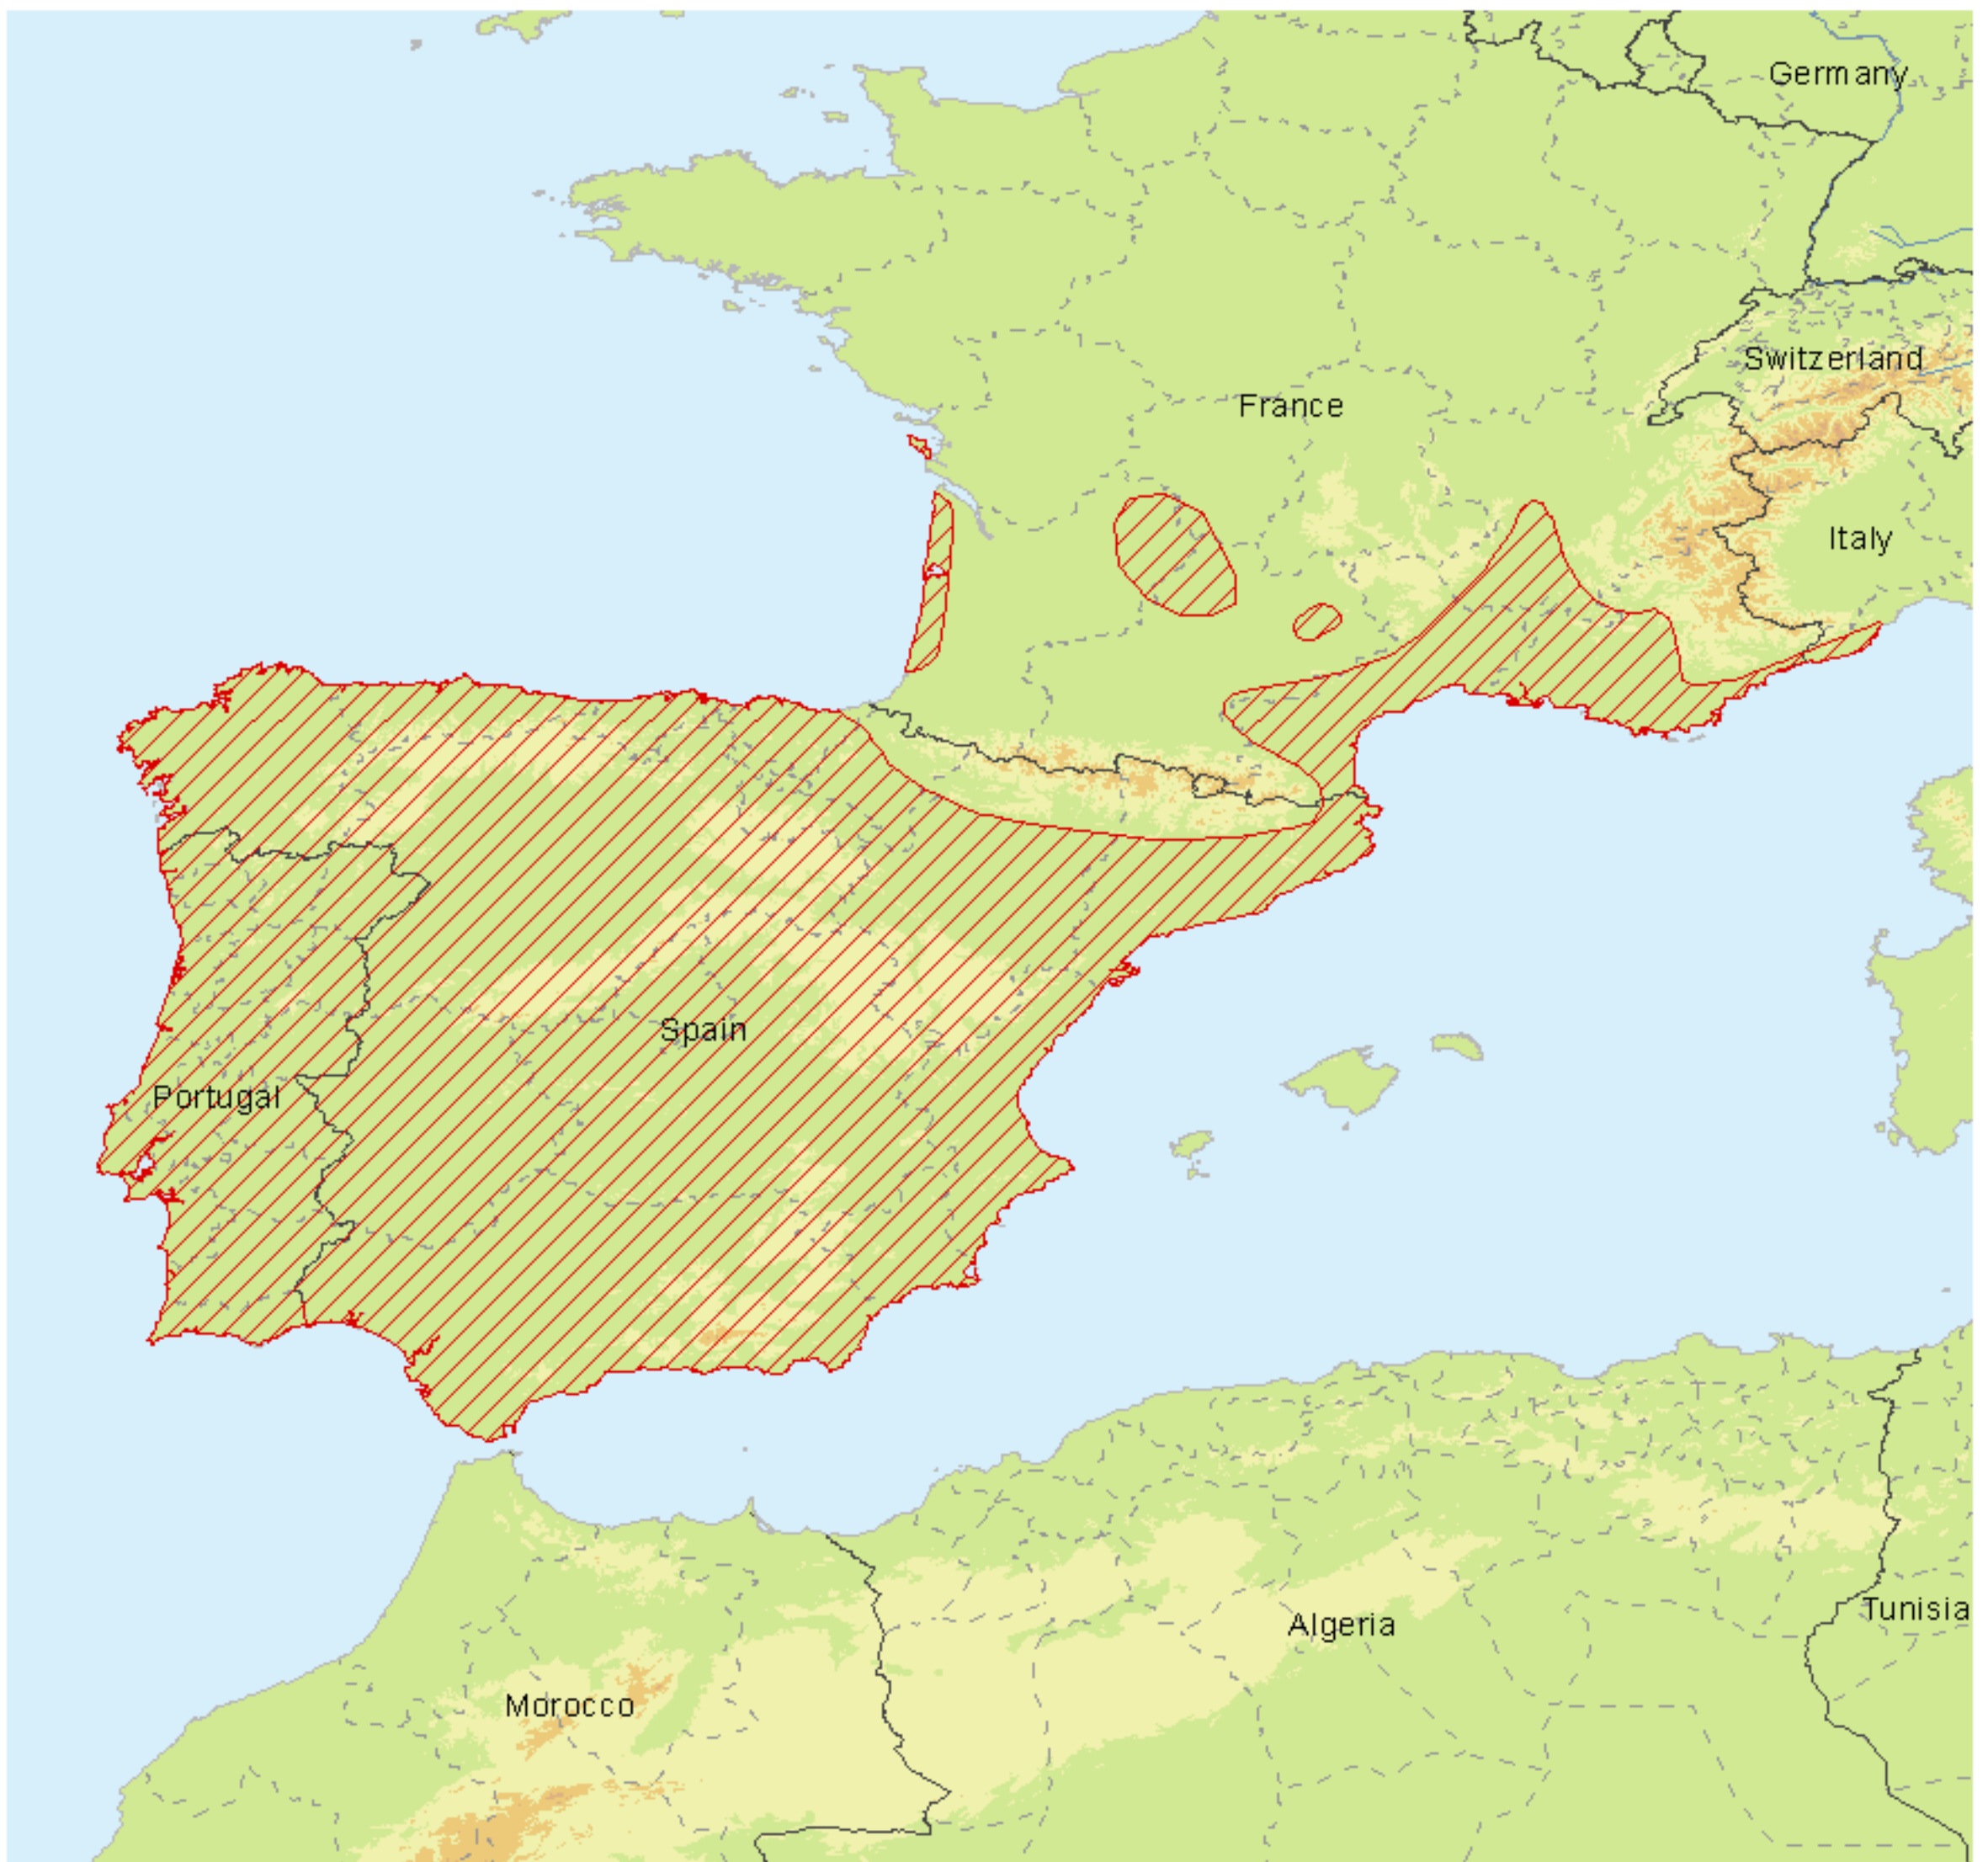 Germany
Switzerland
France
Italy
Spain
Portugal
Tunisia
Algeria
Morocco